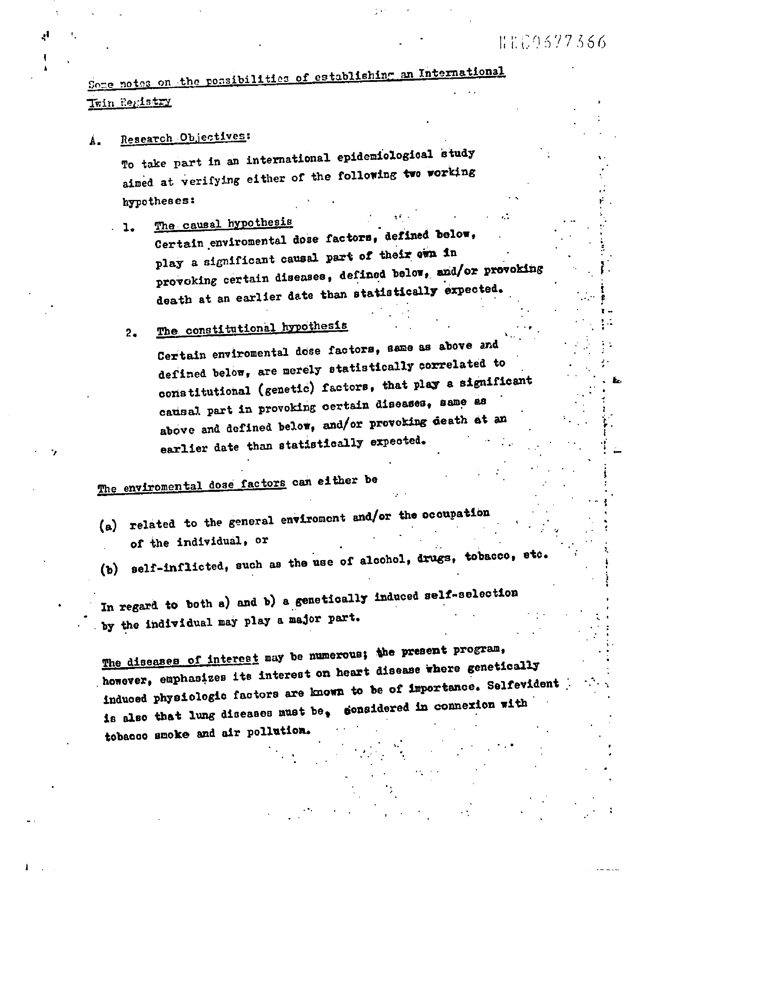 Some notes on the possibilities of establishing an International
Twin Registry
A. Research Objectives:
To take part in an international epidemiological study
aimed at verifying either of the following two working
hypotheses:
1. The causal hypothesis
Certain enviromental dose factors, defined below,
play a significant causal part of their own in
provoking certain diseases, defined below, and/or provoking
death at an earlier date than statistically expected.
2. The constitutional hypothesis
Certain enviromental dose factors, same as above and
defined below, are merely statistically correlated to
constitutional (genetic) factors, that play a significant
causal part in provoking certain diseases, same as
above and defined below, and/or provoking death at an
earlier date than statistically expected.
The enviromental dose factors can either be
(a) related to the general enviroment and/or the occupation
of the individual, or
(b) self-inflicted, such as the use of alcohol, drugs, tobacco, etc.
In regard to both a) and b) a genetically induced self-selection
by the individual may play a major part.
The diseases of interest may be numerous; the present program,
however, emphasizes its interest on heart disease where genetically
induced physiologic factors are known to be of importance. Selfevident
is also that lung diseases must be, considered in connexion with
tobacco smoke and air pollution.